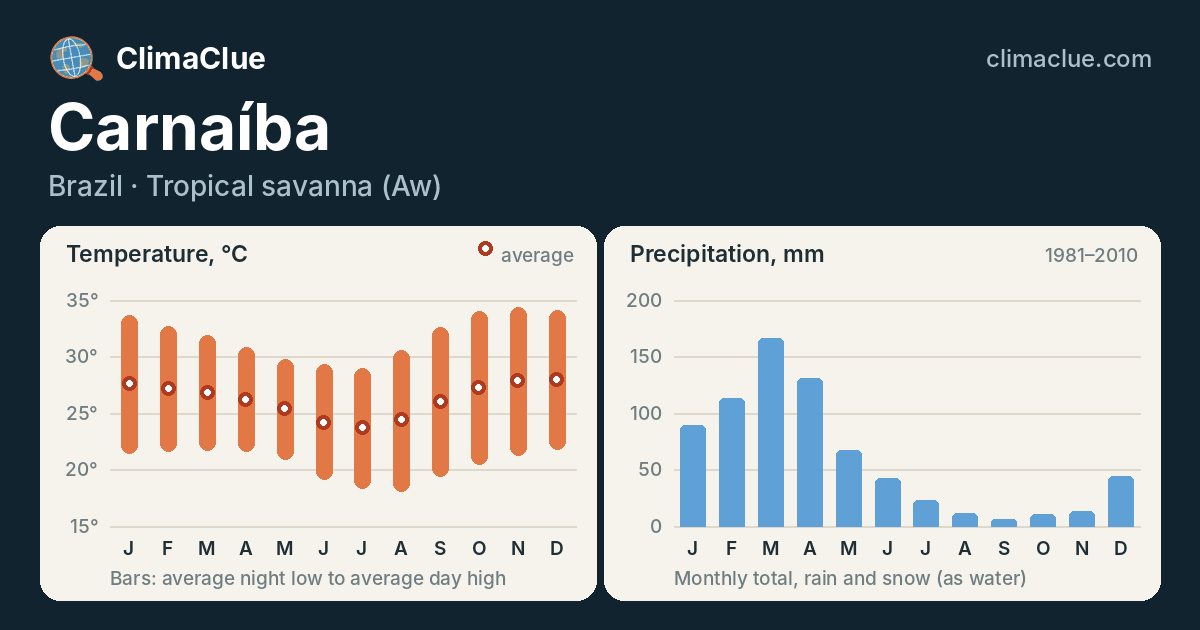 ClimaClue
climaclue.com
Carnaíba
Brazil · Tropical savanna (Aw)
Temperature, °C
average
35°
30°
25°
20°
15°
J F M A M J J A S O N D
Bars: average night low to average day high
Precipitation, mm
1981–2010
200
150
100
50
0
J F M A M J J A S O N D
Monthly total, rain and snow (as water)